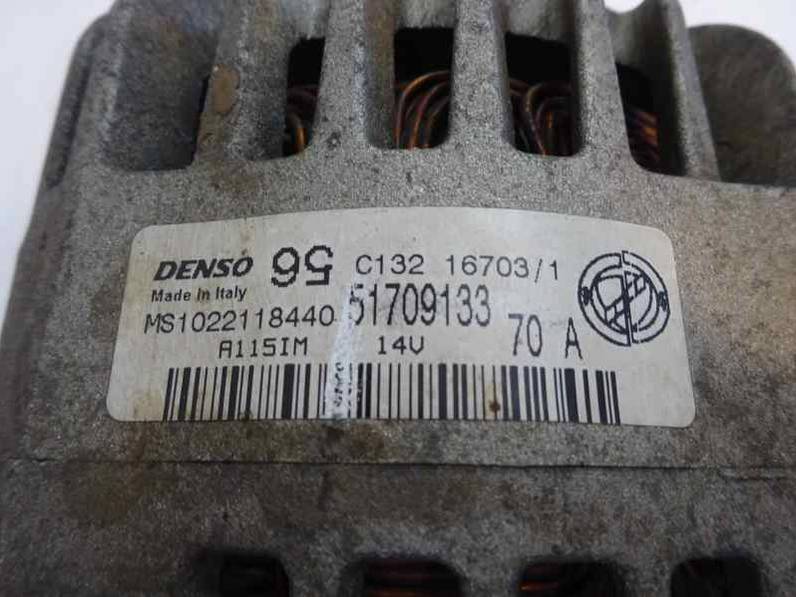 DENSO 56 C132 16703/1
Made in Italy
MS1022118440 51709133 70 A
A115IM 14V